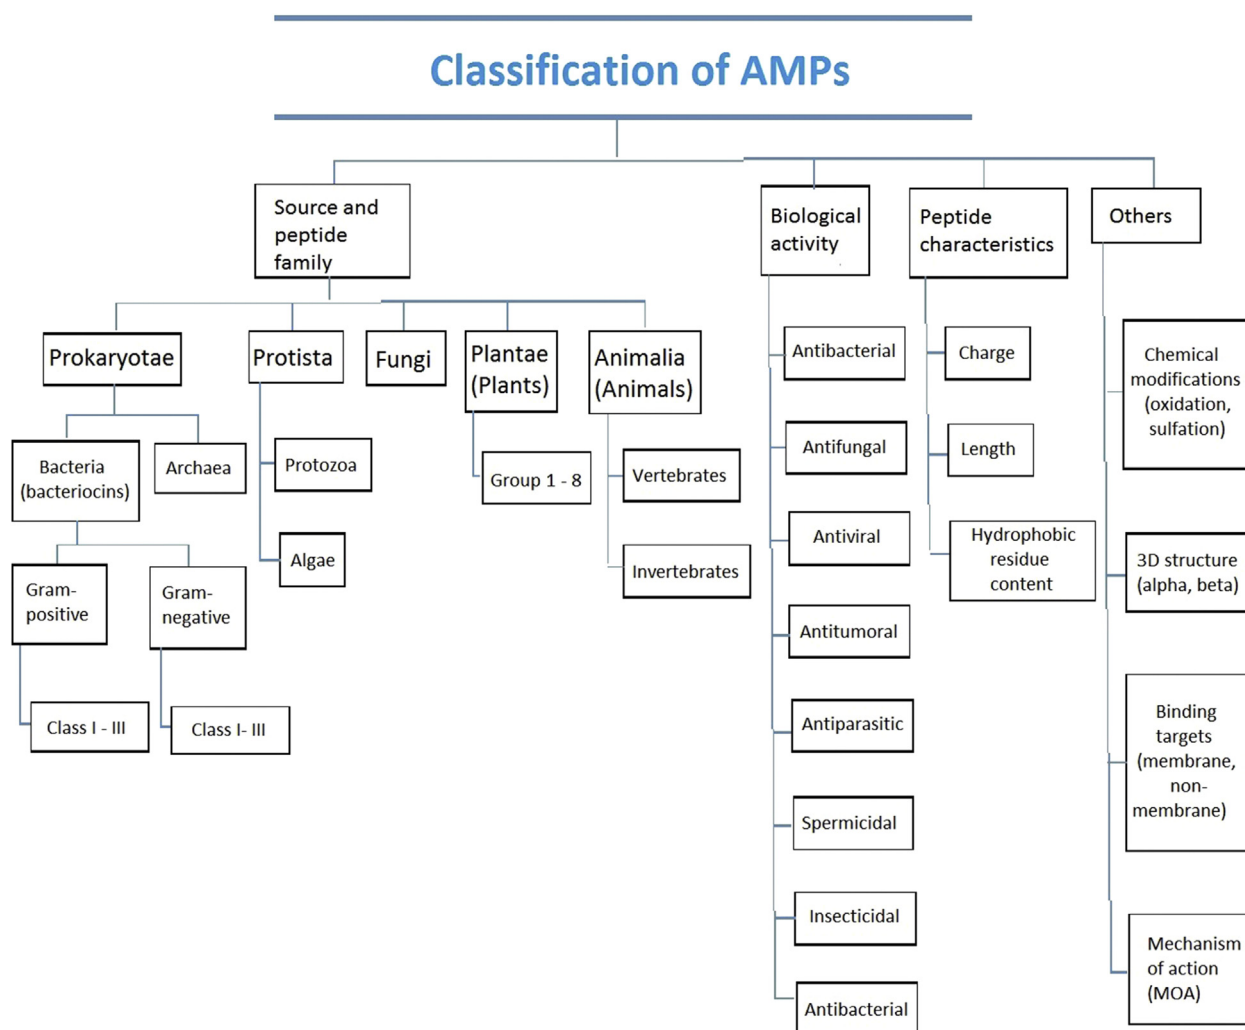 Classification of AMPs
Source and
peptide
family
Biological
activity
Peptide
characteristics
Others
Prokaryotae
Protista
Fungi
Plantae
(Plants)
Animalia
(Animals)
Bacteria
(bacteriocins)
Archaea
Protozoa
Algae
Group 1 - 8
Vertebrates
Invertebrates
Gram-
positive
Gram-
negative
Class I - III
Class I- III
Antibacterial
Antifungal
Antiviral
Antitumoral
Antiparasitic
Spermicidal
Insecticidal
Antibacterial
Charge
Length
Hydrophobic
residue
content
Chemical
modifications
(oxidation,
sulfation)
3D structure
(alpha, beta)
Binding
targets
(membrane,
non-
membrane)
Mechanism
of action
(MOA)